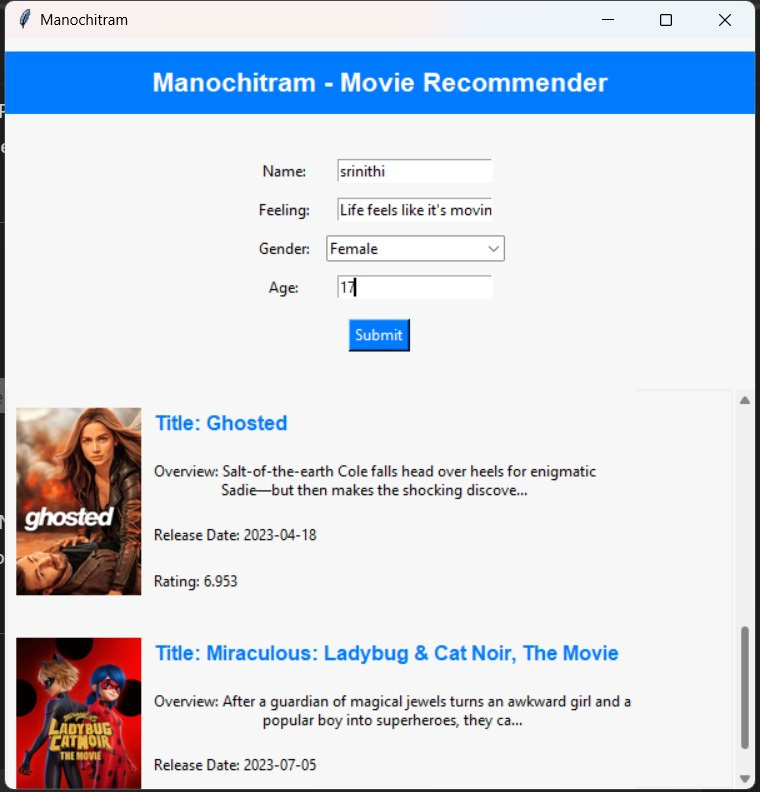 Manochitram
Manochitram - Movie Recommender
Name: srinithi
Feeling: Life feels like it's movin
Gender: Female
Age: 17
Submit
ghosted
Title: Ghosted
Overview: Salt-of-the-earth Cole falls head over heels for enigmatic
Sadie—but then makes the shocking discove...
Release Date: 2023-04-18
Rating: 6.953
LADYBUG
CATNOIR
THE MOVIE
Title: Miraculous: Ladybug & Cat Noir, The Movie
Overview: After a guardian of magical jewels turns an awkward girl and a
popular boy into superheroes, they ca...
Release Date: 2023-07-05